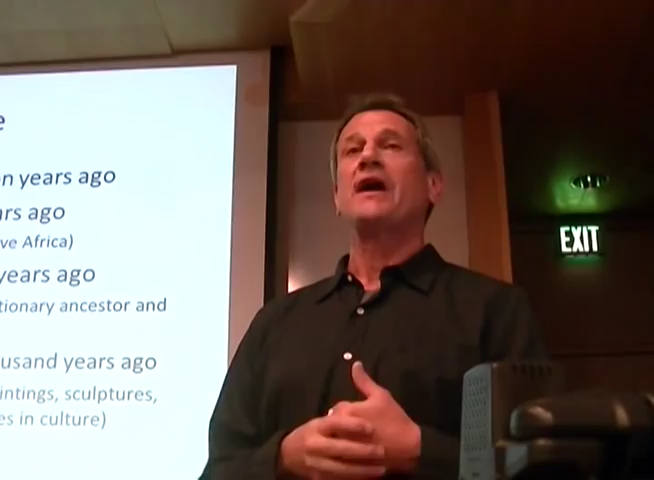 e
n years ago
rs ago
ve Africa)
years ago
tionary ancestor and
usand years ago
intings, sculptures,
es in culture)
EXIT